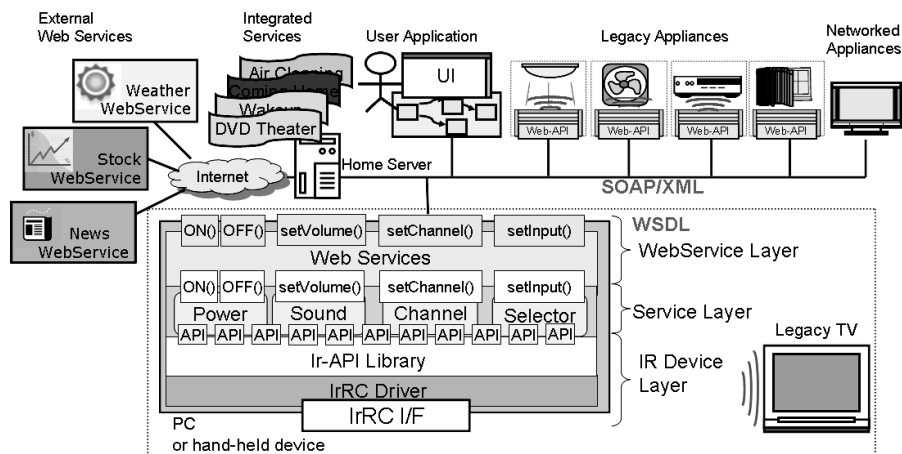 External
Web Services
Integrated
Services
User Application
Legacy Appliances
Networked
Appliances
Weather
WebService
Air Cleaning
Coming Home
Wakeup
DVD Theater
UI
Web-API
Web-API
Web-API
Web-API
Stock
WebService
Internet
Home Server
SOAP/XML
News
WebService
ON()
OFF()
setVolume()
setChannel()
setInput()
WSDL
Web Services
WebService Layer
ON()
OFF()
setVolume()
setChannel()
setInput()
Power
Sound
Channel
Selector
Service Layer
API API API API API API API API API API API
Legacy TV
Ir-API Library
IR Device
Layer
IrRC Driver
IrRC I/F
PC
or hand-held device